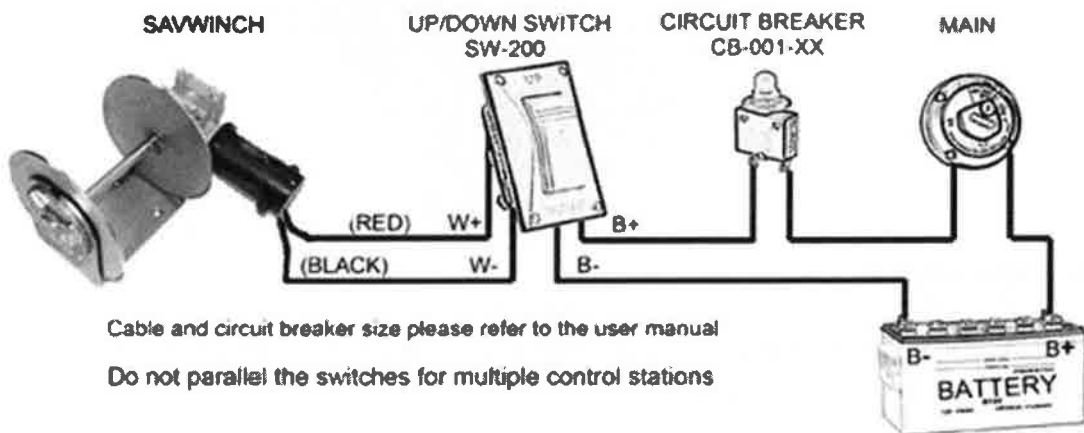 SAVWINCH
UP/DOWN SWITCH
SW-200
CIRCUIT BREAKER
CB-001-XX
MAIN
UP
(RED)
W+
B+
(BLACK)
W-
B-
Cable and circuit breaker size please refer to the user manual
Do not parallel the switches for multiple control stations
B-
B+
BATTERY